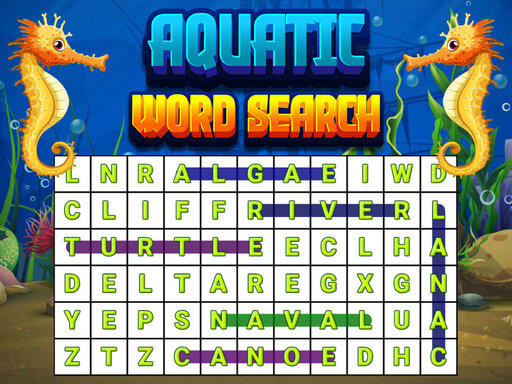 AQUATIC
WORD SEARCH
L N R A L G A E I W D
C L I F F R I V E R L
T U R T L E E C L H A
D E L T A R E G X G N
Y E P S N A V A L U A
Z T Z C A N O E D H C